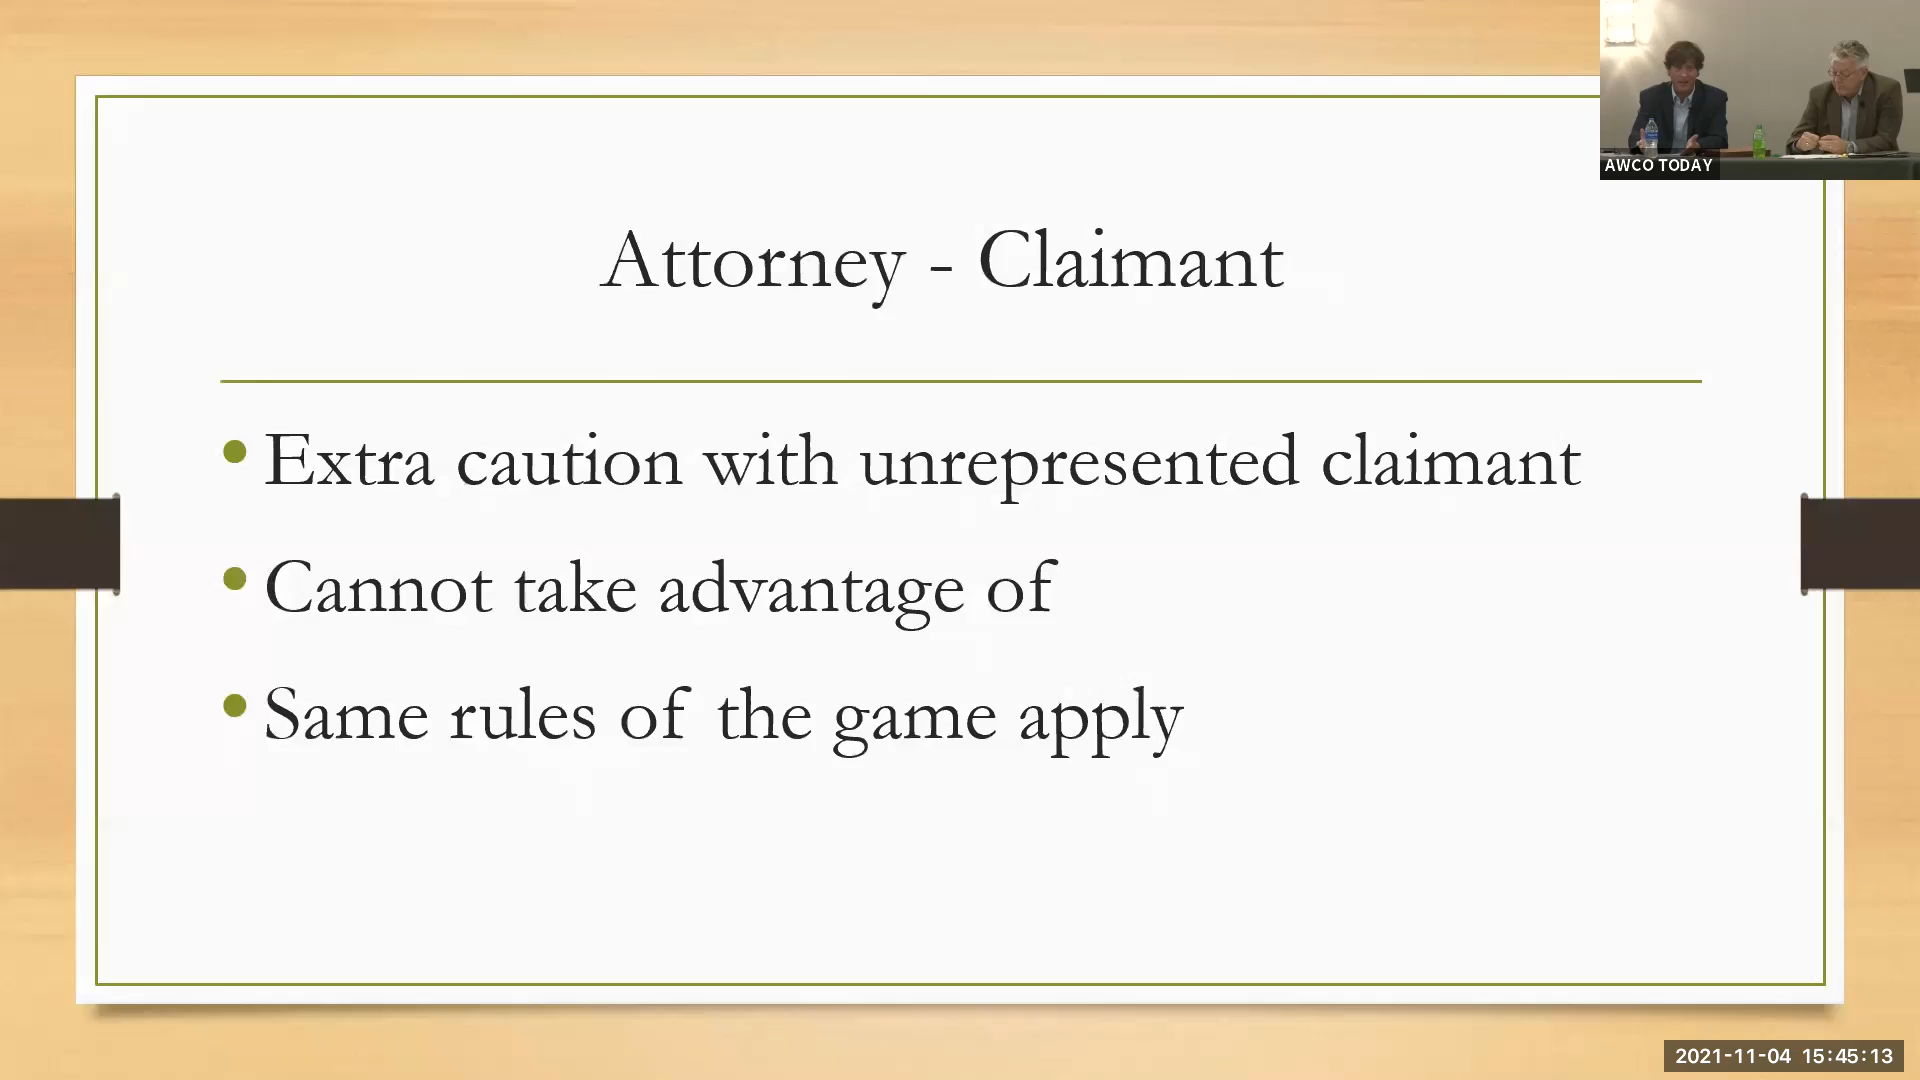 AWCO TODAY
Attorney - Claimant
• Extra caution with unrepresented claimant
• Cannot take advantage of
• Same rules of the game apply
2021-11-04 15:45:13